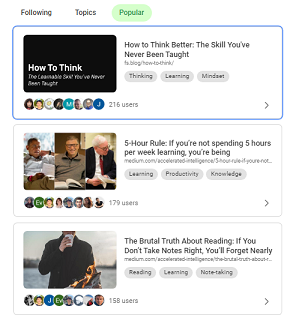 Following Topics Popular
How To Think
The Learnable Skill You've Never Been Taught
How to Think Better: The Skill You've
Never Been Taught
fs.blog/how-to-think/
Thinking Learning Mindset
216 users
5-Hour Rule: If you're not spending 5 hours
per week learning, you're being
medium.com/accelerated-intelligence/5-hour-rule-if-youre-not...
Learning Productivity Knowledge
179 users
The Brutal Truth About Reading: If You
Don't Take Notes Right, You'll Forget Nearly
medium.com/accelerated-intelligence/the-brutal-truth-about-r...
Reading Learning Note-taking
158 users